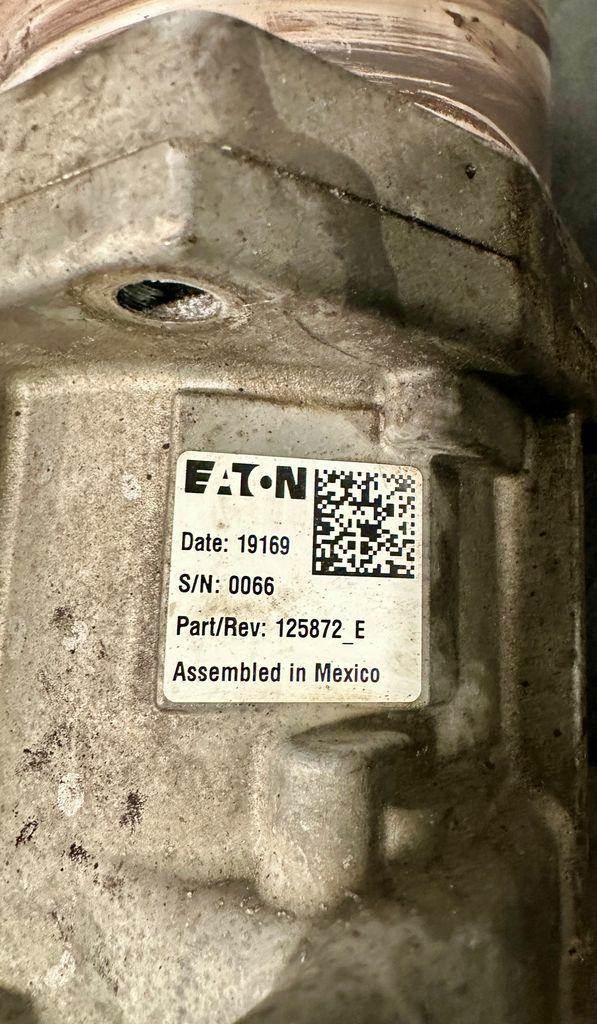 EATON
Date: 19169
S/N: 0066
Part/Rev: 125872_E
Assembled in Mexico